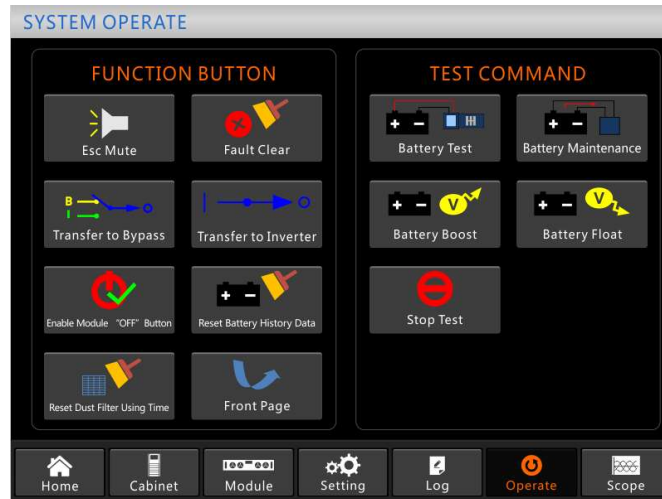 SYSTEM OPERATE
FUNCTION BUTTON
Esc Mute
Fault Clear
B
I
Transfer to Bypass
Transfer to Inverter
Enable Module "OFF" Button
Reset Battery History Data
Reset Dust Filter Using Time
Front Page
TEST COMMAND
Battery Test
Battery Maintenance
V
Battery Boost
V
Battery Float
Stop Test
Home
Cabinet
Module
Setting
Log
Operate
Scope